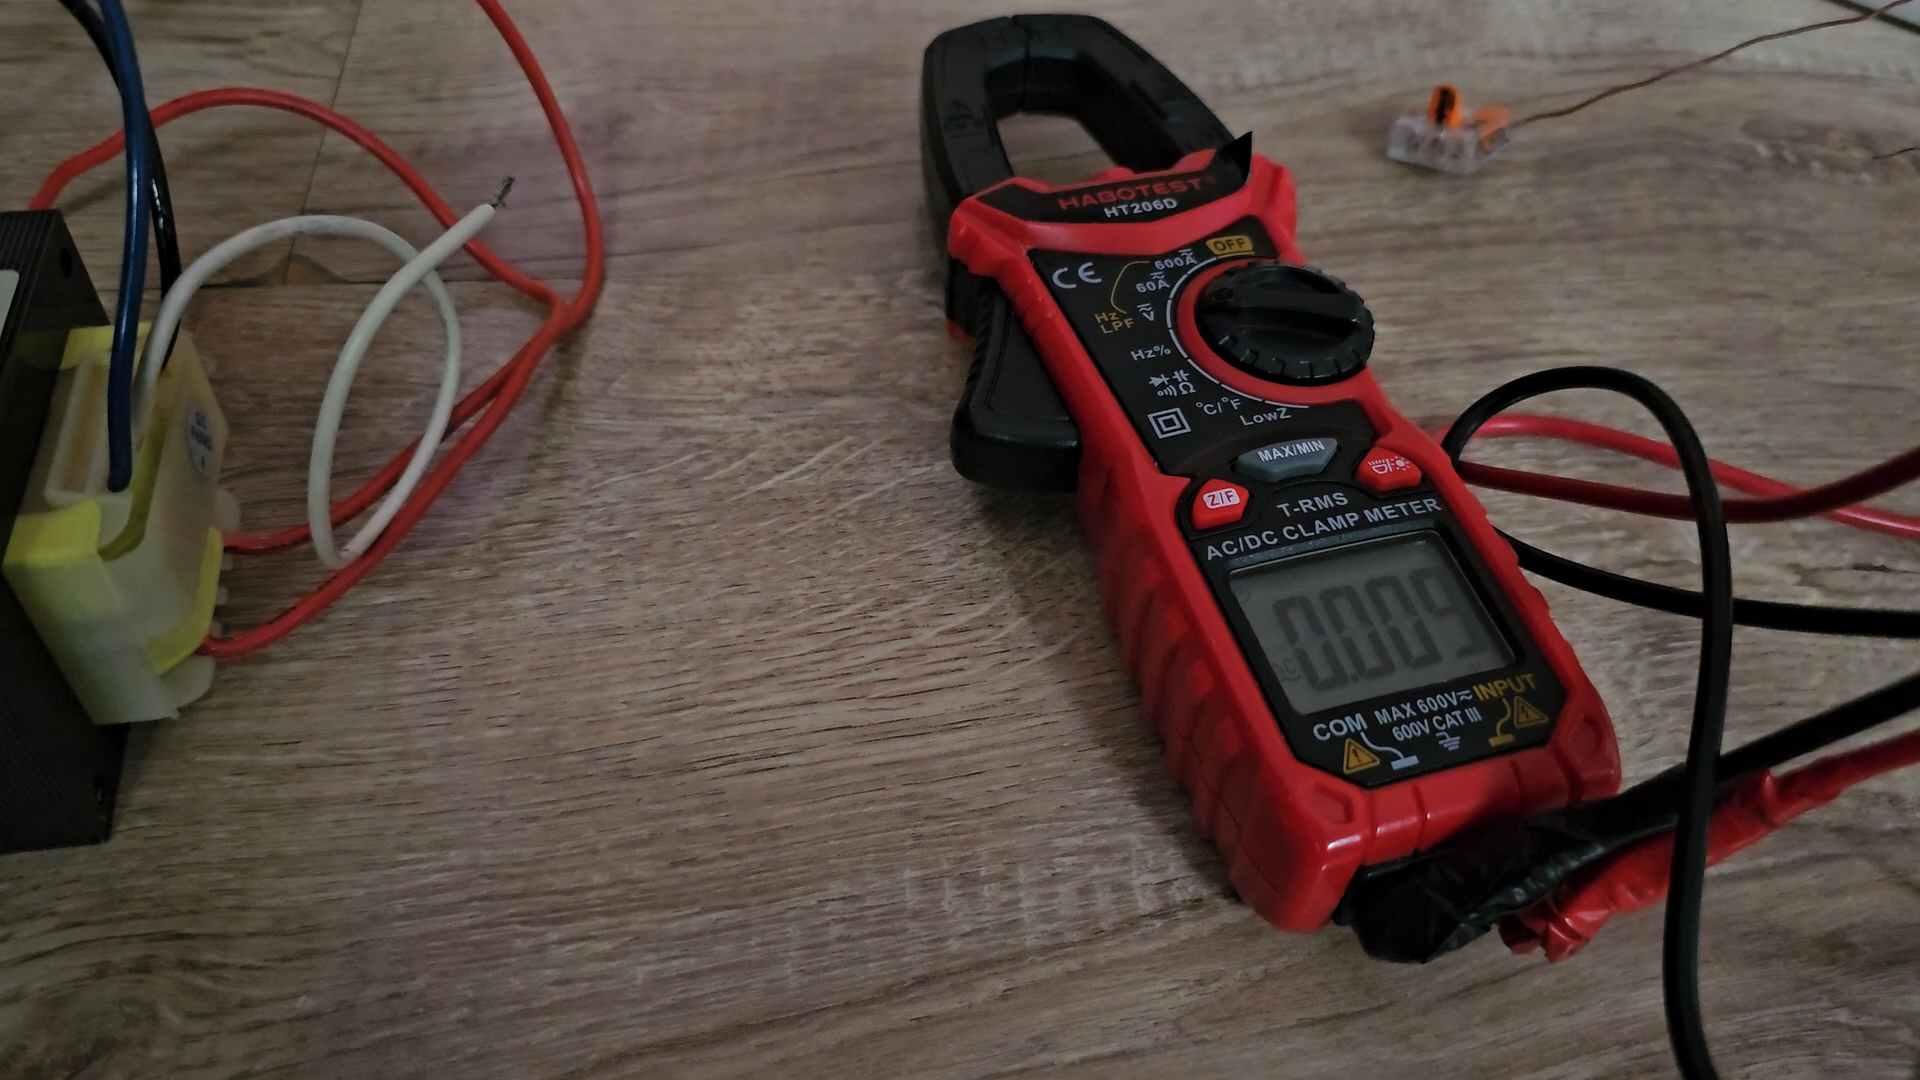 HABOTEST
HT206D
OFF
CE
600A
60A
V
Hz
LPF
Hz%
Ω
°C/°F
LowZ
MAX/MIN
Z/F
T-RMS
AC/DC CLAMP METER
AC
0.009
COM MAX 600V INPUT
600V CAT III